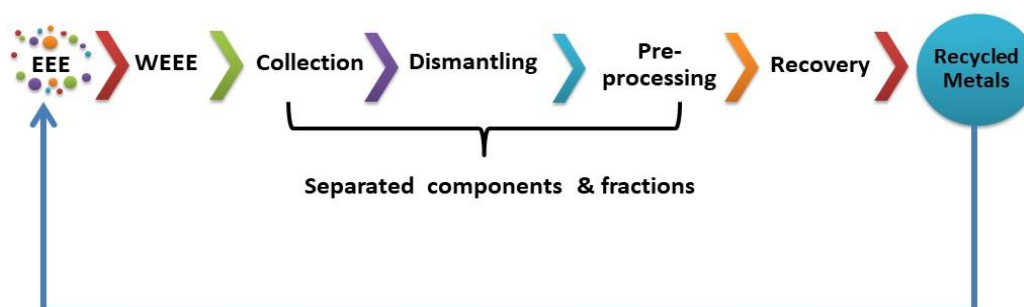 EEE
WEEE
Collection
Dismantling
Pre-
processing
Recovery
Recycled
Metals
Separated components & fractions